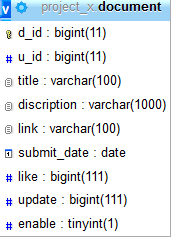 v project_x document
d_id : bigint(11)
u_id : bigint(11)
title : varchar(100)
discription : varchar(1000)
link : varchar(100)
submit_date : date
# like : bigint(111)
# update : bigint(111)
# enable : tinyint(1)